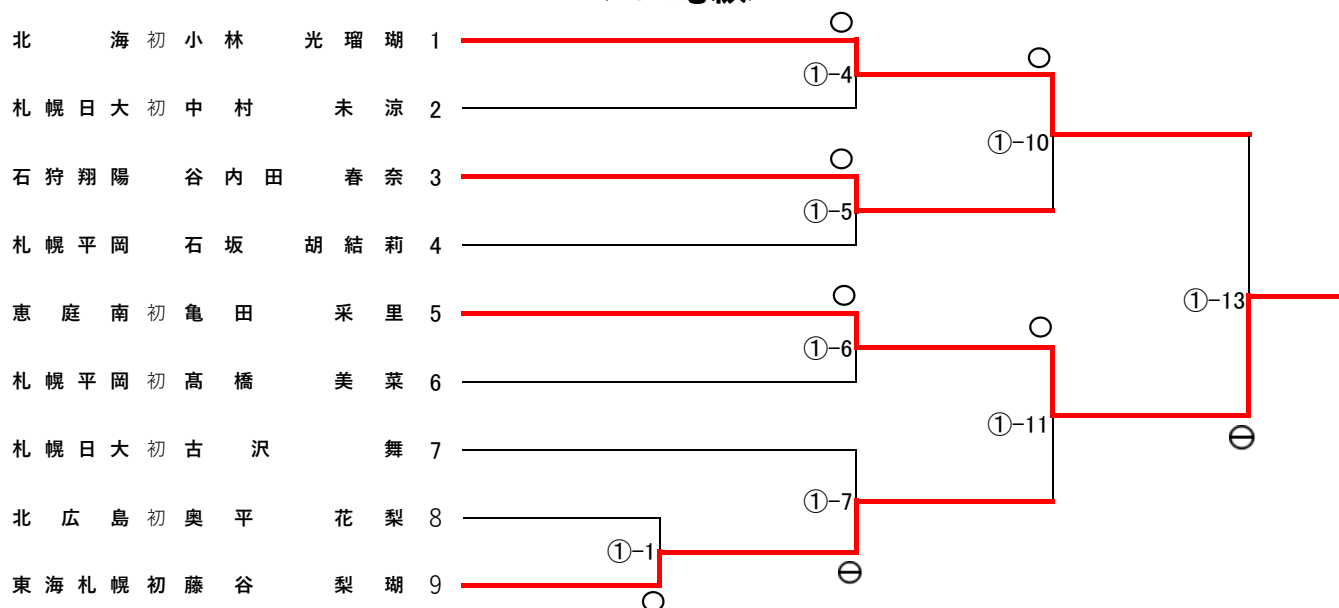 北海初小林光瑠瑚 1
①-4
札幌日大初中村未涼 2
①-10
石狩翔陽 谷内田春奈 3
①-5
札幌平岡 石坂胡結莉 4
①-13
恵庭南初亀田采里 5
①-6
札幌平岡初髙橋美菜 6
①-11
札幌日大初古沢舞 7
①-7
北広島初奥平花梨 8
①-1
東海札幌初藤谷梨瑚 9